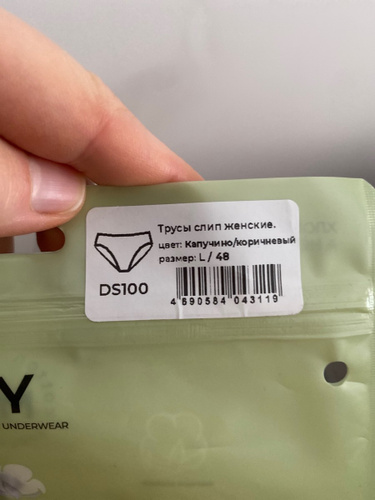 Трусы слип женские.
цвет: Капучино/коричневый
размер: L / 48
DS100
4 690584 043119
Y
UNDERWEAR